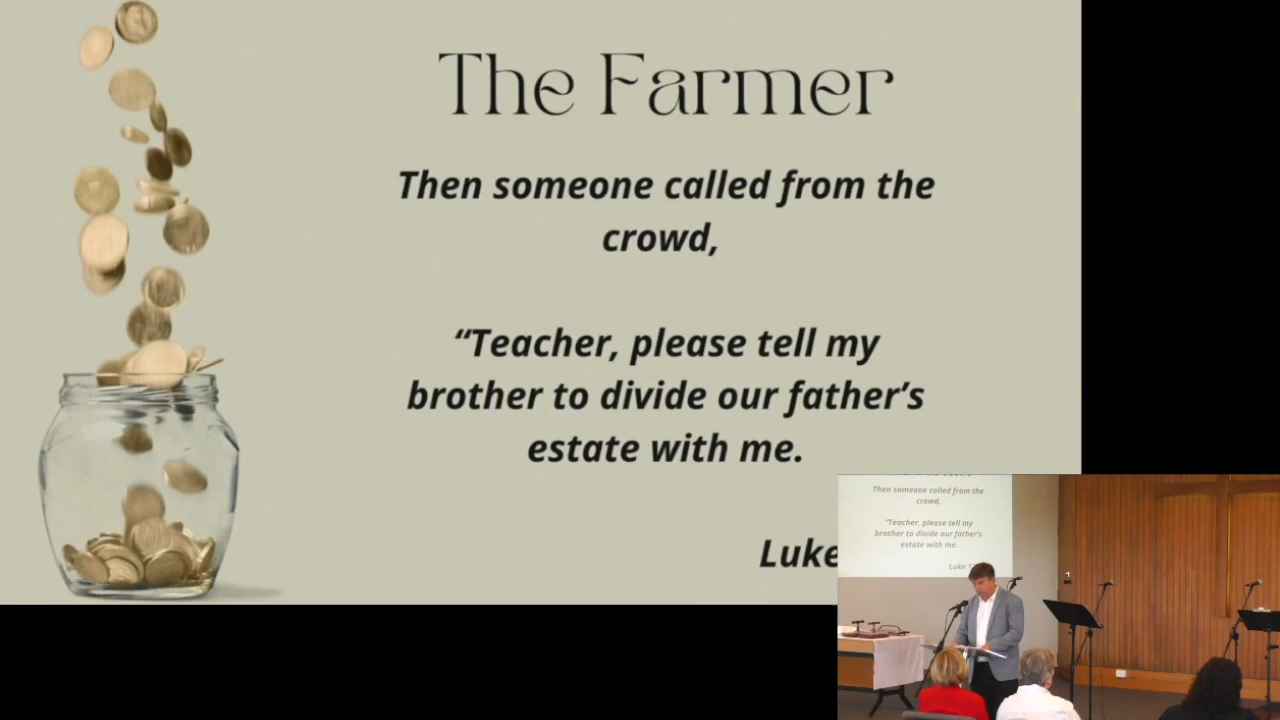 The Farmer
Then someone called from the
crowd,
“Teacher, please tell my
brother to divide our father’s
estate with me.
Luke
Then someone called from the
crowd,
“Teacher, please tell my
brother to divide our father’s
estate with me.
Luke